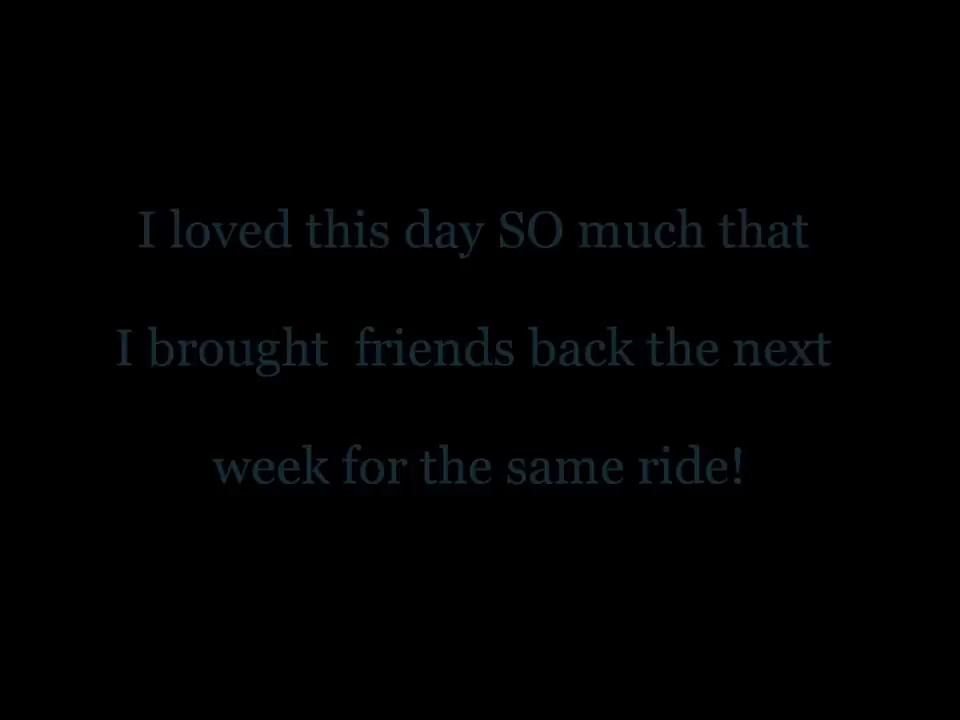 I loved this day SO much that
I brought  friends back the next
week for the same ride!